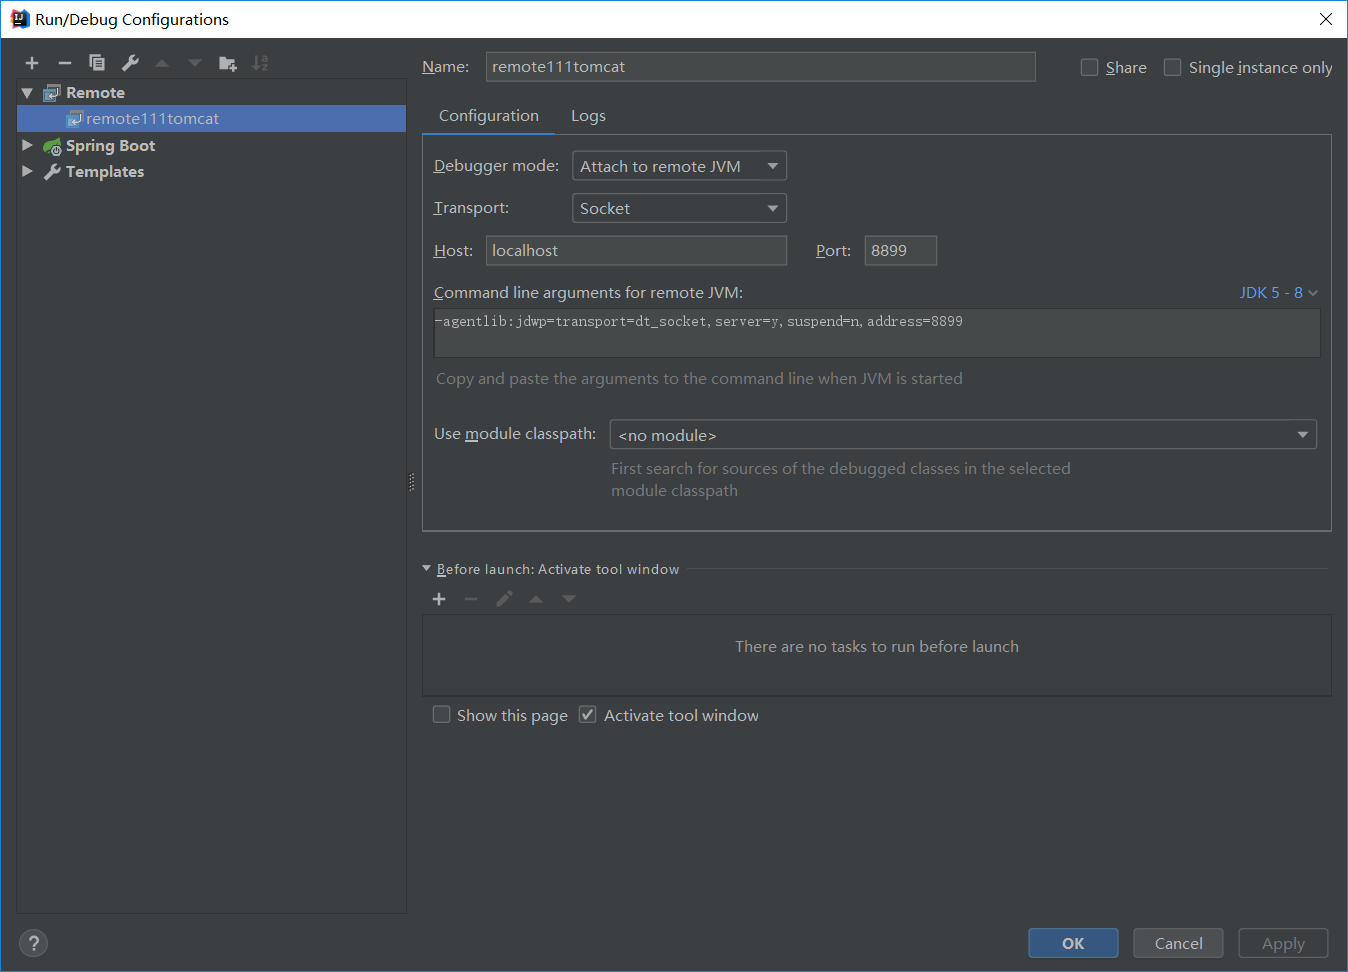 Run/Debug Configurations
Remote
remote111tomcat
Spring Boot
Templates
Name: remote111tomcat Share Single instance only
Configuration Logs
Debugger mode: Attach to remote JVM
Transport: Socket
Host: localhost Port: 8899
Command line arguments for remote JVM: JDK 5 - 8
-agentlib:jdwp=transport=dt_socket,server=y,suspend=n,address=8899
Copy and paste the arguments to the command line when JVM is started
Use module classpath: <no module>
First search for sources of the debugged classes in the selected
module classpath
Before launch: Activate tool window
There are no tasks to run before launch
Show this page Activate tool window
? OK Cancel Apply